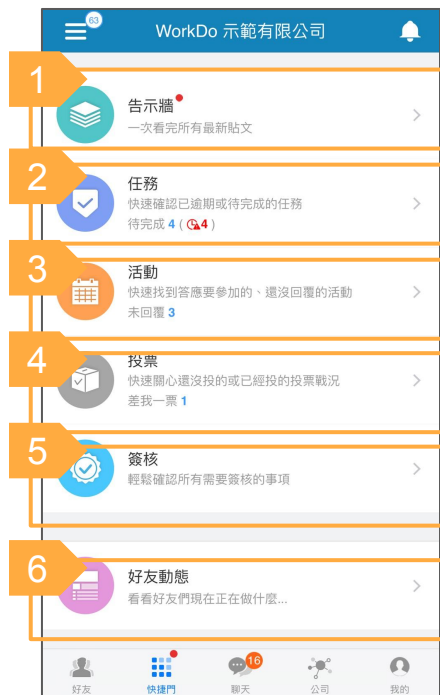 63
WorkDo 示範有限公司
1
告示牆
一次看完所有最新貼文
2
任務
快速確認已逾期或待完成的任務
待完成 4 ( 4 )
3
活動
快速找到答應要參加的、還沒回覆的活動
未回覆 3
4
投票
快速關心還沒投的或已經投的投票戰況
差我一票 1
5
簽核
輕鬆確認所有需要簽核的事項
6
好友動態
看看好友們現在正在做什麼...
16
好友 快捷門 聊天 公司 我的